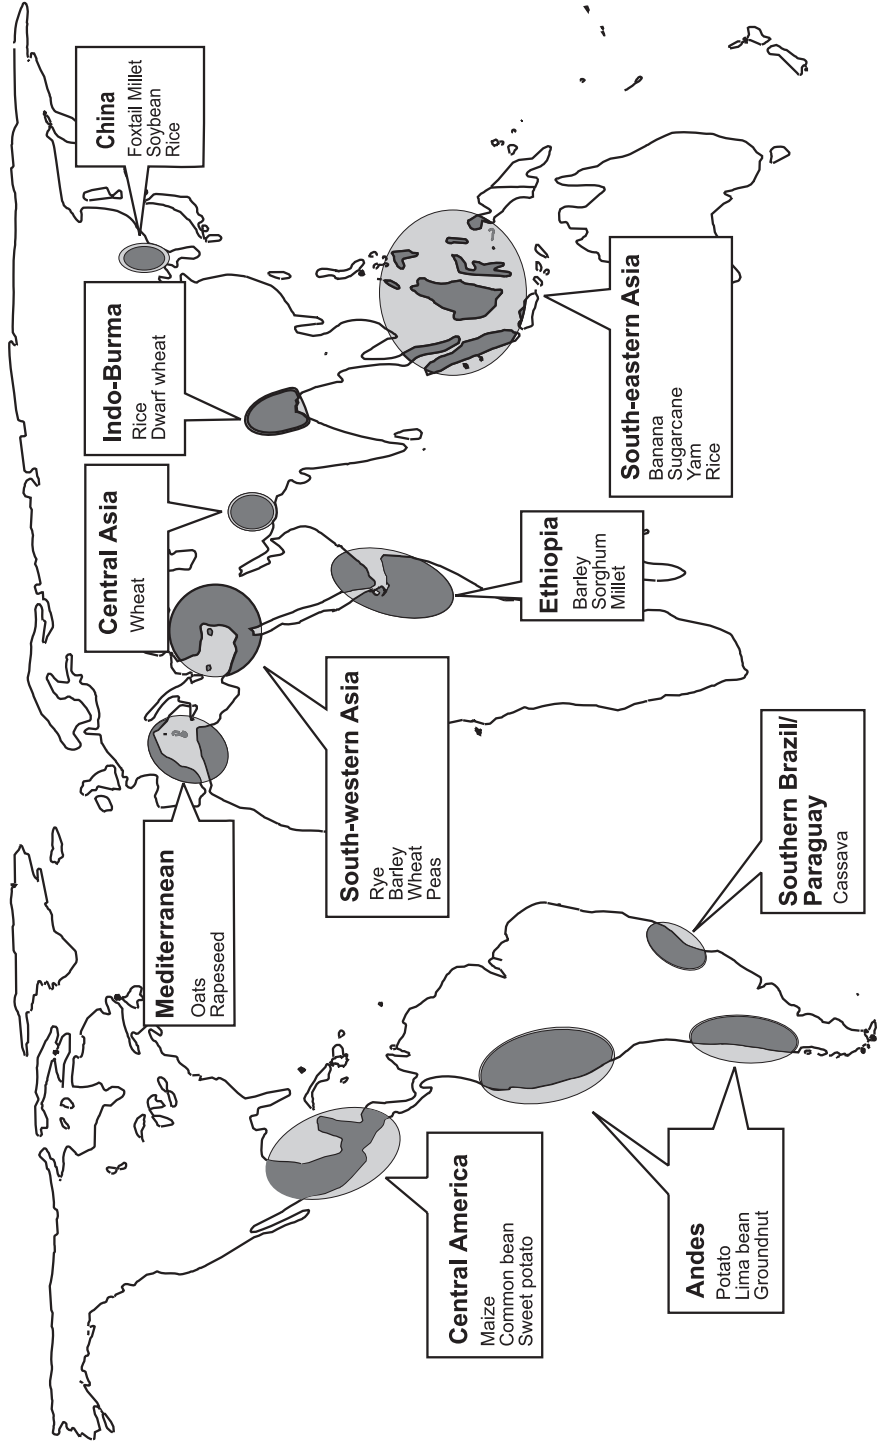 China
Foxtail Millet
Soybean
Rice
Indo-Burma
Rice
Dwarf wheat
Central Asia
Wheat
Mediterranean
Oats
Rapeseed
South-western Asia
Rye
Barley
Wheat
Peas
Ethiopia
Barley
Sorghum
Millet
South-eastern Asia
Banana
Sugarcane
Yam
Rice
Central America
Maize
Common bean
Sweet potato
Andes
Potato
Lima bean
Groundnut
Southern Brazil/
Paraguay
Cassava